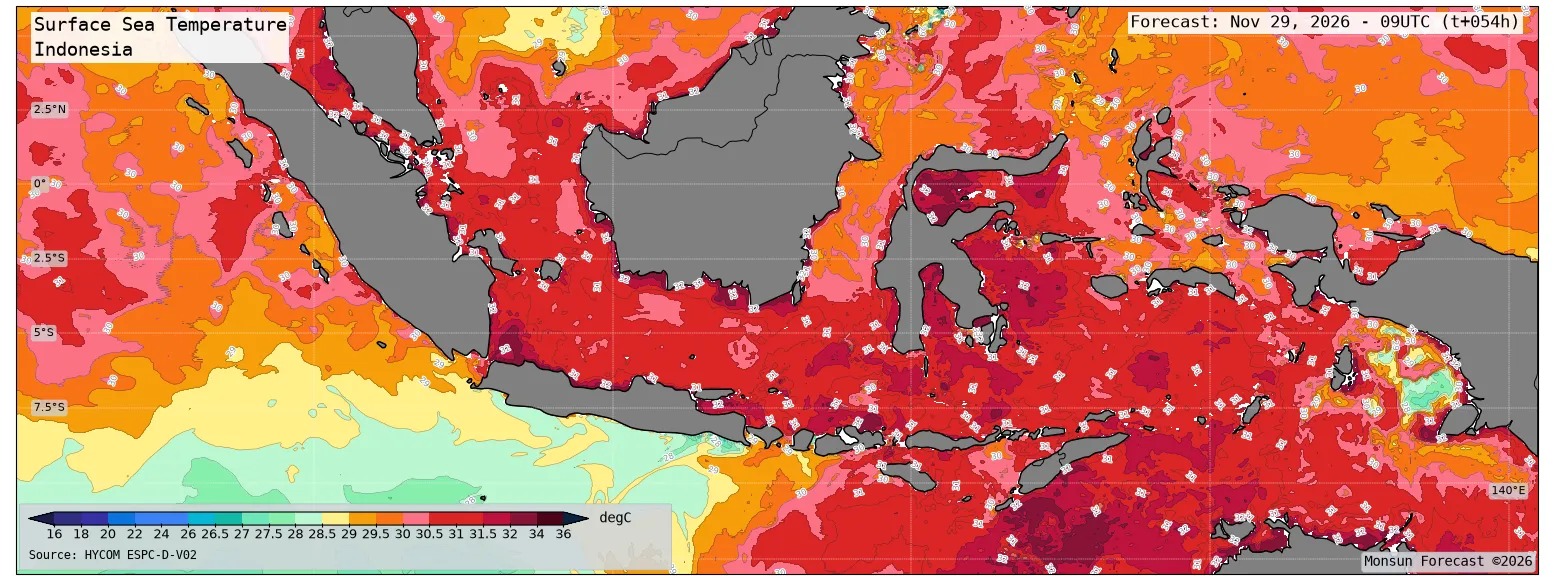 Surface Sea Temperature
Indonesia
Forecast: Nov 29, 2026 - 09UTC (t+054h)
2.5°N
0°
2.5°S
5°S
7.5°S
140°E
degC
16 18 20 22 24 26 26.5 27 27.5 28 28.5 29 29.5 30 30.5 31 31.5 32 34 36
Source: HYCOM ESPC-D-V02
Monsun Forecast ©2026